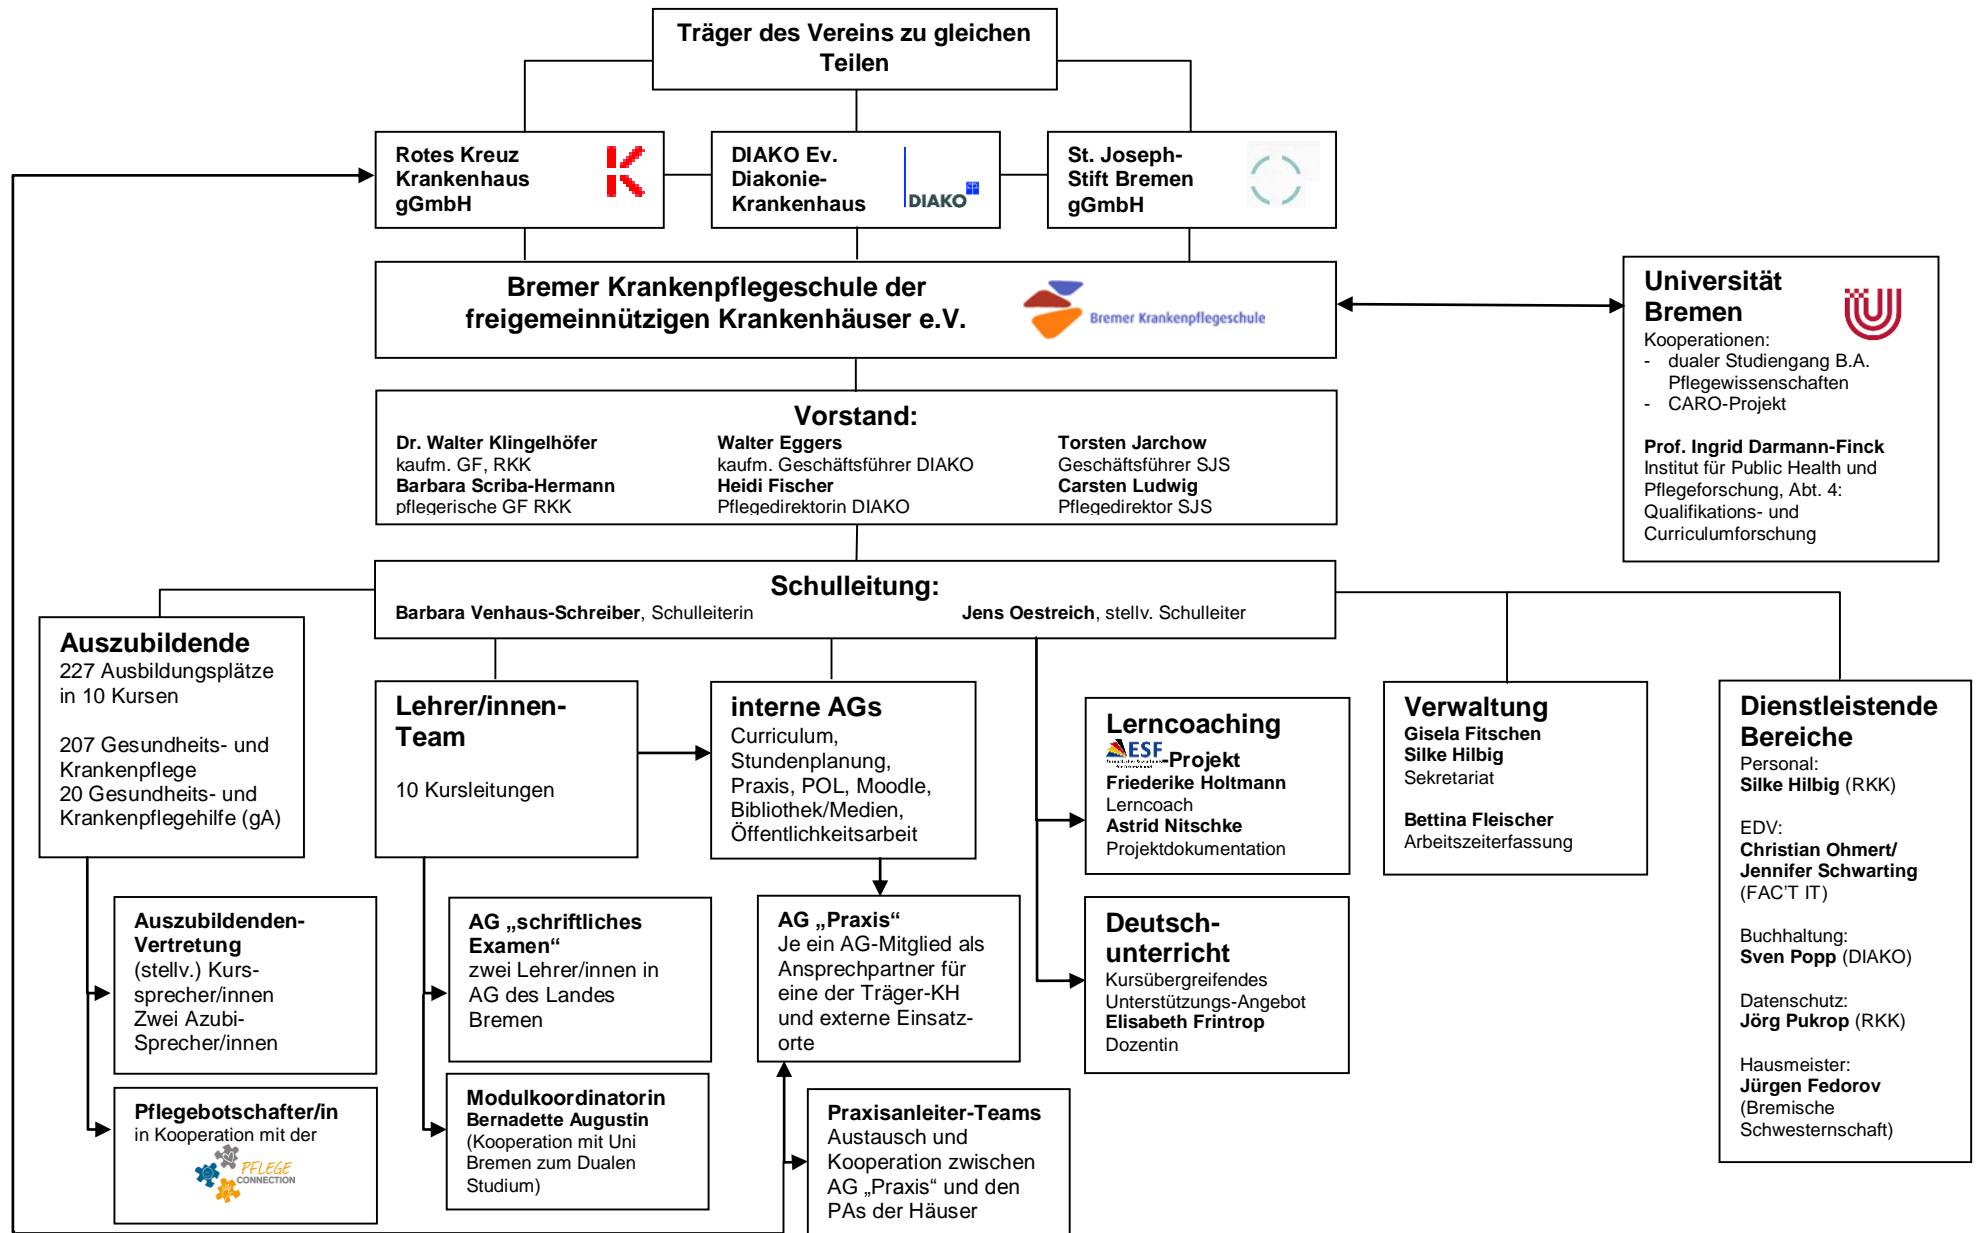 Träger des Vereins zu gleichen
Teilen
Rotes Kreuz
Krankenhaus
gGmbH
DIAKO Ev.
Diakonie-
Krankenhaus
DIAKO
St. Joseph-
Stift Bremen
gGmbH
Bremer Krankenpflegeschule der
freigemeinnützigen Krankenhäuser e.V.
Bremer Krankenpflegeschule
Universität
Bremen
Kooperationen:
- dualer Studiengang B.A.
Pflegewissenschaften
- CARO-Projekt
Prof. Ingrid Darmann-Finck
Institut für Public Health und
Pflegeforschung, Abt. 4:
Qualifikations- und
Curriculumforschung
Vorstand:
Dr. Walter Klingelhöfer
kaufm. GF, RKK
Barbara Scriba-Hermann
pflegerische GF RKK
Walter Eggers
kaufm. Geschäftsführer DIAKO
Heidi Fischer
Pflegedirektorin DIAKO
Torsten Jarchow
Geschäftsführer SJS
Carsten Ludwig
Pflegedirektor SJS
Schulleitung:
Barbara Venhaus-Schreiber, Schulleiterin
Jens Oestreich, stellv. Schulleiter
Auszubildende
227 Ausbildungsplätze
in 10 Kursen
207 Gesundheits- und
Krankenpflege
20 Gesundheits- und
Krankenpflegehilfe (gA)
Lehrer/innen-
Team
10 Kursleitungen
interne AGs
Curriculum,
Stundenplanung,
Praxis, POL, Moodle,
Bibliothek/Medien,
Öffentlichkeitsarbeit
Lerncoaching
ESF-Projekt
Friederike Holtmann
Lerncoach
Astrid Nitschke
Projektdokumentation
Verwaltung
Gisela Fitschen
Silke Hilbig
Sekretariat
Bettina Fleischer
Arbeitszeiterfassung
Dienstleistende
Bereiche
Personal:
Silke Hilbig (RKK)
EDV:
Christian Ohmert/
Jennifer Schwarting
(FAC'T IT)
Buchhaltung:
Sven Popp (DIAKO)
Datenschutz:
Jörg Pukrop (RKK)
Hausmeister:
Jürgen Fedorov
(Bremische
Schwesternschaft)
Auszubildenden-
Vertretung
(stellv.) Kurs-
sprecher/innen
Zwei Azubi-
Sprecher/innen
AG „schriftliches
Examen“
zwei Lehrer/innen in
AG des Landes
Bremen
AG „Praxis“
Je ein AG-Mitglied als
Ansprechpartner für
eine der Träger-KH
und externe Einsatz-
orte
Deutsch-
unterricht
Kursübergreifendes
Unterstützungs-Angebot
Elisabeth Frintrop
Dozentin
Pflegebotschafter/in
in Kooperation mit der
PFLEGE
CONNECTION
Modulkoordinatorin
Bernadette Augustin
(Kooperation mit Uni
Bremen zum Dualen
Studium)
Praxisanleiter-Teams
Austausch und
Kooperation zwischen
AG „Praxis“ und den
PAs der Häuser